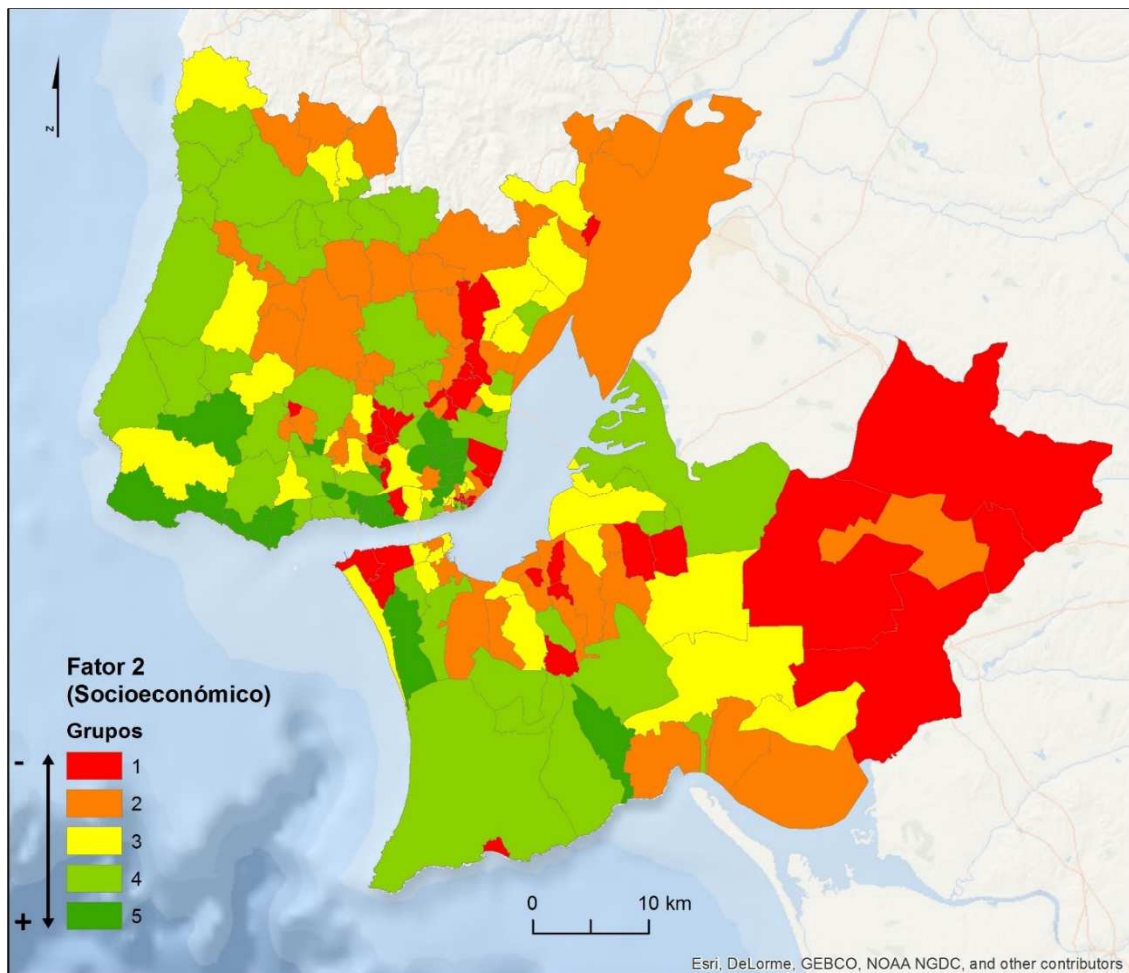 z
Fator 2
(Socioeconómico)
Grupos
-
1
2
3
4
5
+
0 10 km
Esri, DeLorme, GEBCO, NOAA NGDC, and other contributors